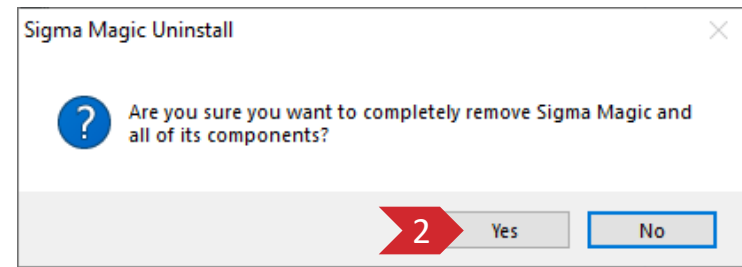 Sigma Magic Uninstall
Are you sure you want to completely remove Sigma Magic and
all of its components?
2 Yes No